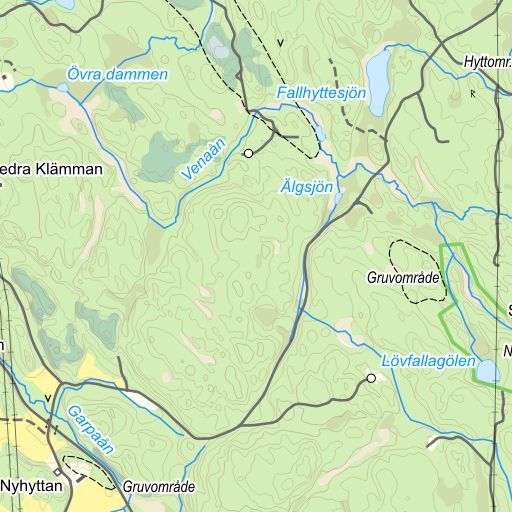 Hyttomr.
Övra dammen
Fallhyttesjön
Venaån
edra Klämman
Älgsjön
Gruvområde
S
N
n
Lövfallagölen
Garpaån
Nyhyttan
Gruvområde